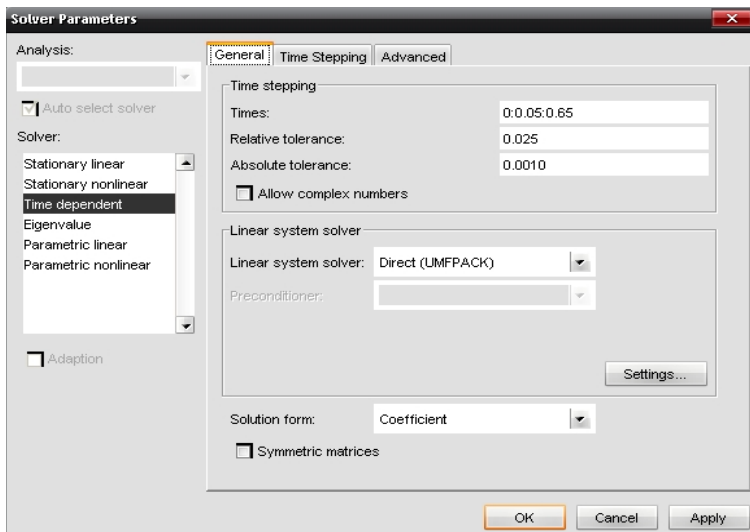 Solver Parameters
Analysis:
Auto select solver
Solver:
Stationary linear
Stationary nonlinear
Time dependent
Eigenvalue
Parametric linear
Parametric nonlinear
Adaption
General Time Stepping Advanced
Time stepping
Times: 0:0.05:0.65
Relative tolerance: 0.025
Absolute tolerance: 0.0010
Allow complex numbers
Linear system solver
Linear system solver: Direct (UMFPACK)
Preconditioner:
Settings...
Solution form: Coefficient
Symmetric matrices
OK Cancel Apply